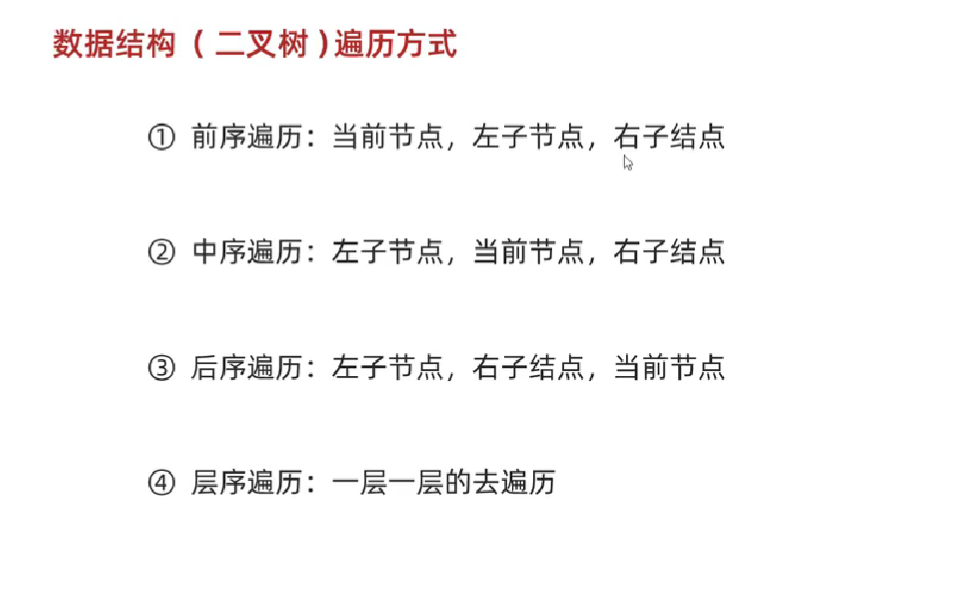 数据结构（二叉树）遍历方式
① 前序遍历：当前节点，左子节点，右子结点
② 中序遍历：左子节点，当前节点，右子结点
③ 后序遍历：左子节点，右子结点，当前节点
④ 层序遍历：一层一层的去遍历